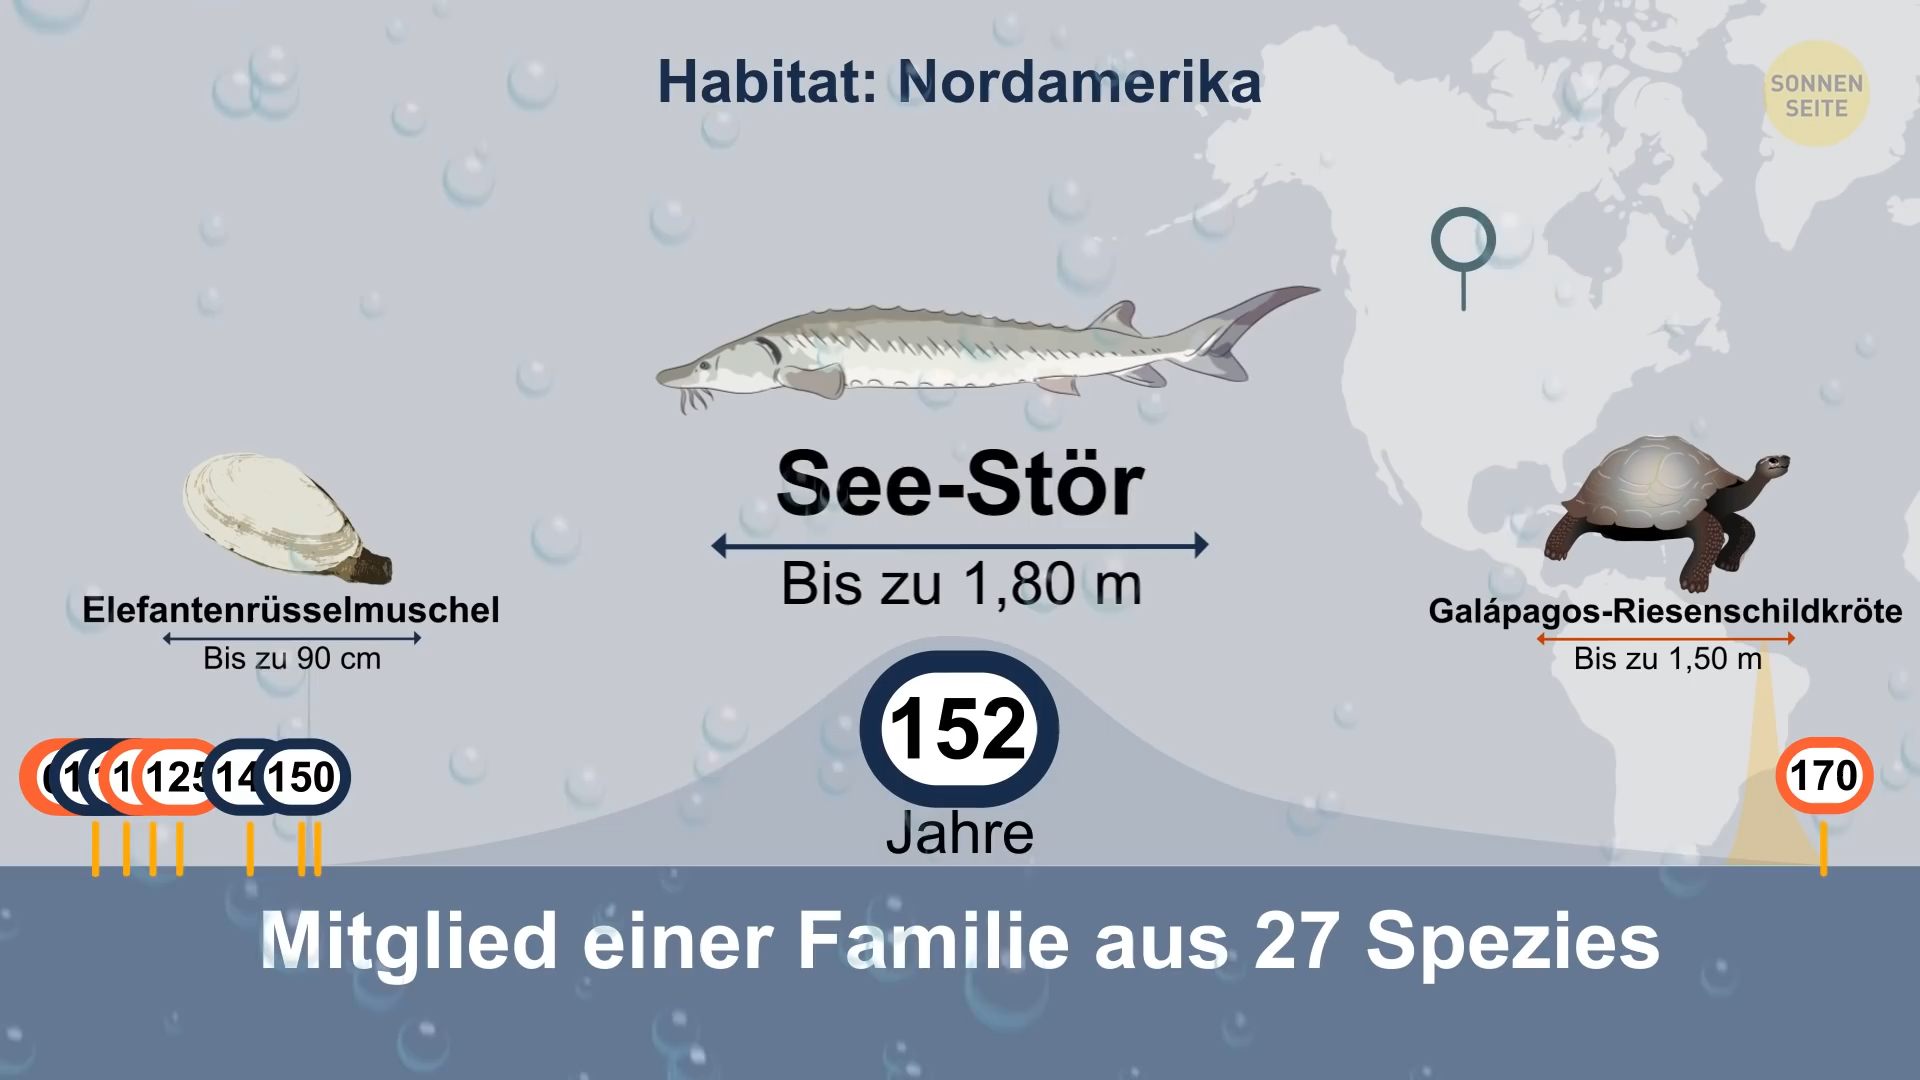 Habitat: Nordamerika
SONNEN
SEITE
See-Stör
Bis zu 1,80 m
Elefantenrüsselmuschel
Bis zu 90 cm
Galápagos-Riesenschildkröte
Bis zu 1,50 m
152
Jahre
125
150
170
Mitglied einer Familie aus 27 Spezies